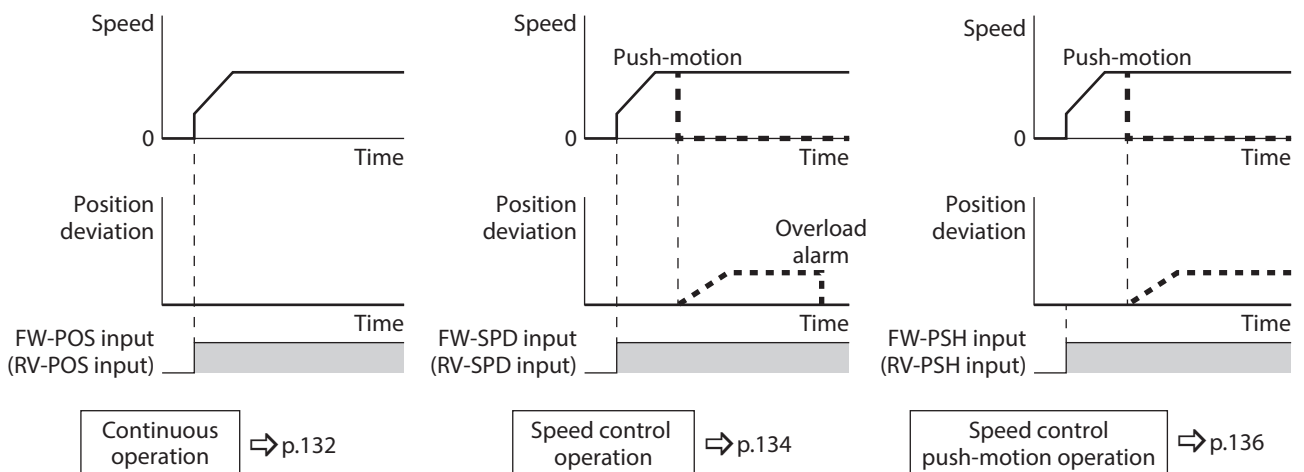 Speed
0
Time
Position
deviation
Time
FW-POS input
(RV-POS input)
Continuous
operation
⇨ p.132
Speed
Push-motion
0
Time
Position
deviation
Overload
alarm
Time
FW-SPD input
(RV-SPD input)
Speed control
operation
⇨ p.134
Speed
Push-motion
0
Time
Position
deviation
Time
FW-PSH input
(RV-PSH input)
Speed control
push-motion operation
⇨ p.136